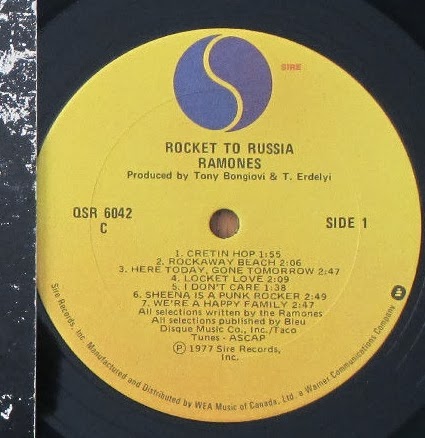 SIRE
ROCKET TO RUSSIA
RAMONES
Produced by Tony Bongiovi & T. Erdelyi
QSR 6042
C
SIDE 1
1. CRETIN HOP 1:55
2. ROCKAWAY BEACH 2:06
3. HERE TODAY, GONE TOMORROW 2:47
4. LOCKET LOVE 2:09
5. I DON'T CARE 1:38
6. SHEENA IS A PUNK ROCKER 2:49
7. WE'RE A HAPPY FAMILY 2:47
All selections written by the Ramones
All selections published by Bleu
Disque Music Co., Inc./Taco
Tunes - ASCAP
Ⓟ 1977 Sire Records,
Inc.
Sire Records, Inc. Manufactured and Distributed by WEA Music of Canada, Ltd. a Warner Communications Company